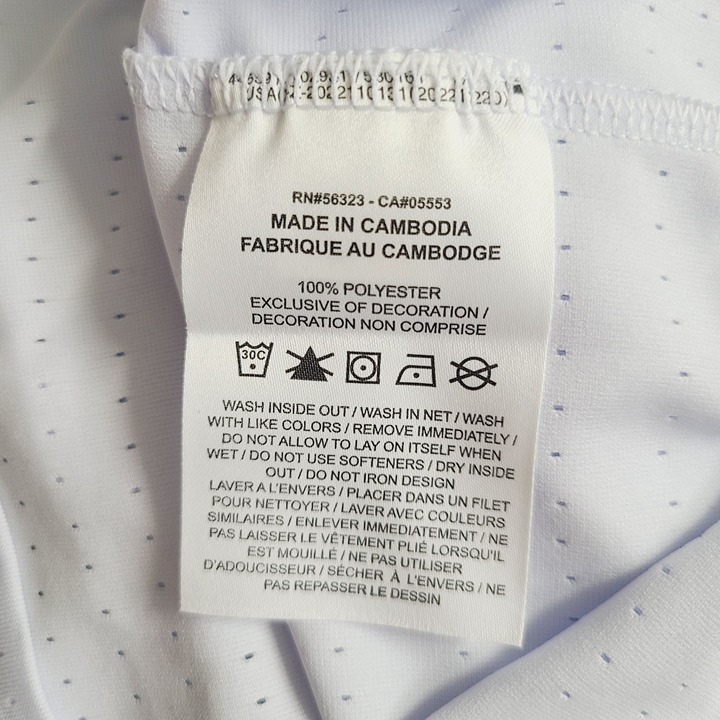 RN#56323 - CA#05553
MADE IN CAMBODIA
FABRIQUE AU CAMBODGE
100% POLYESTER
EXCLUSIVE OF DECORATION /
DECORATION NON COMPRISE
30C
WASH INSIDE OUT / WASH IN NET / WASH
WITH LIKE COLORS / REMOVE IMMEDIATELY /
DO NOT ALLOW TO LAY ON ITSELF WHEN
WET / DO NOT USE SOFTENERS / DRY INSIDE
OUT / DO NOT IRON DESIGN
LAVER A L'ENVERS / PLACER DANS UN FILET
POUR NETTOYER / LAVER AVEC COULEURS
SIMILAIRES / ENLEVER IMMEDIATEMENT / NE
PAS LAISSER LE VÊTEMENT PLIÉ LORSQU'IL
EST MOUILLÉ / NE PAS UTILISER
D'ADOUCISSEUR / SÉCHER À L'ENVERS / NE
PAS REPASSER LE DESSIN